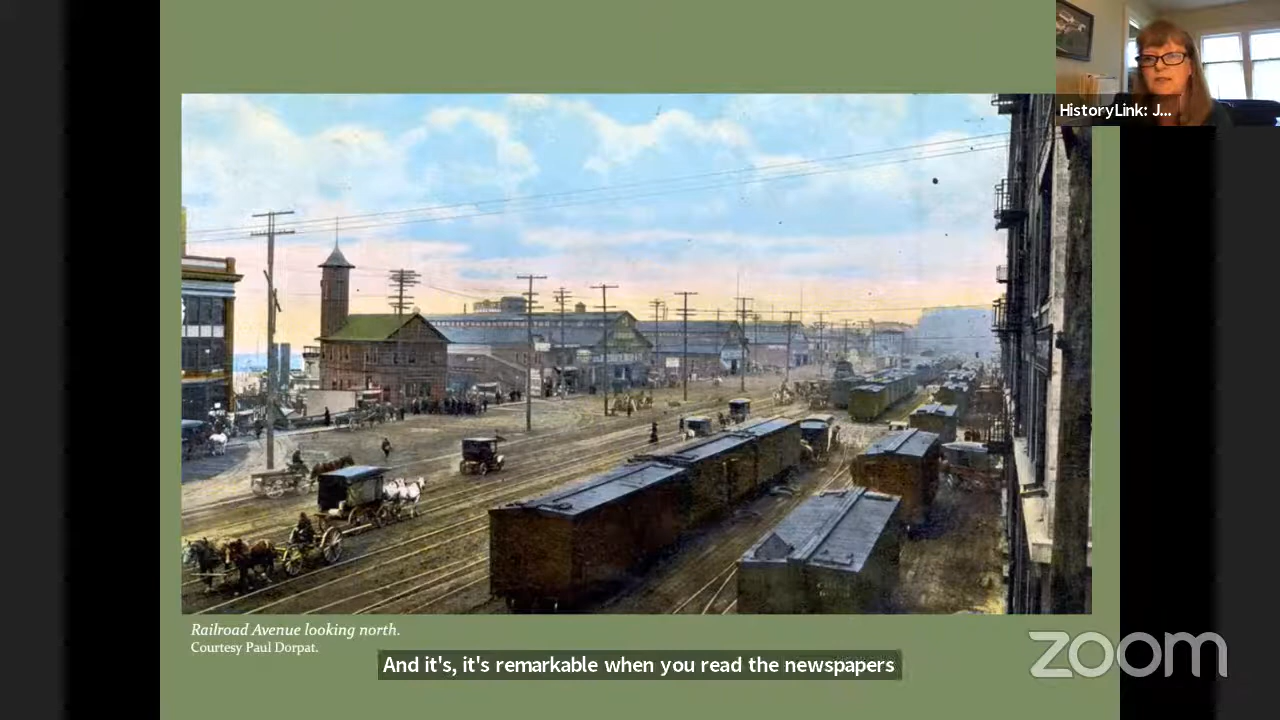 HistoryLink: J...
Railroad Avenue looking north.
Courtesy Paul Dorpat.
And it's, it's remarkable when you read the newspapers
zoom